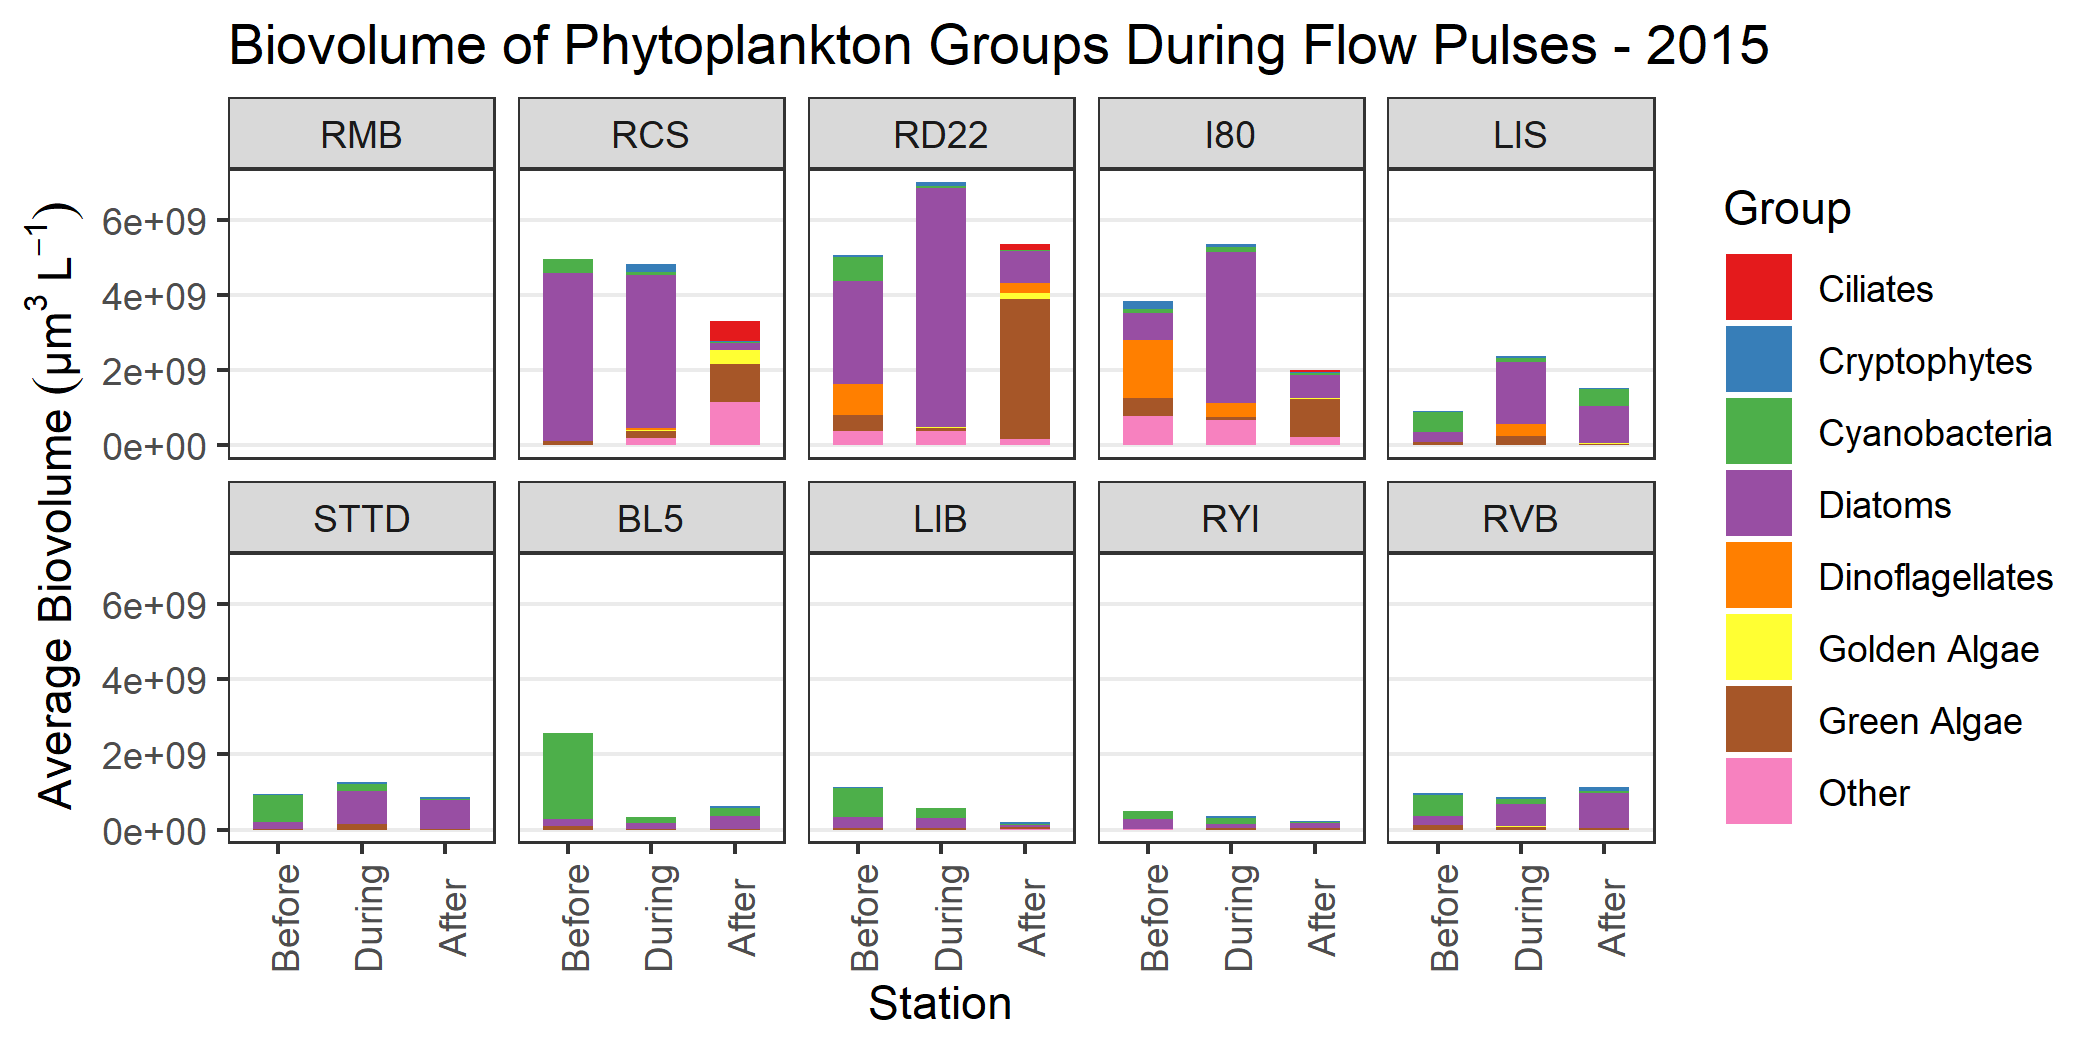 Biovolume of Phytoplankton Groups During Flow Pulses - 2015
RMB
RCS
RD22
I80
LIS
6e+09
4e+09
2e+09
0e+00
STTD
BL5
LIB
RYI
RVB
6e+09
4e+09
2e+09
0e+00
Average Biovolume (µm³ L⁻¹)
Before
During
After
Before
During
After
Before
During
After
Before
During
After
Before
During
After
Station
Group
Ciliates
Cryptophytes
Cyanobacteria
Diatoms
Dinoflagellates
Golden Algae
Green Algae
Other